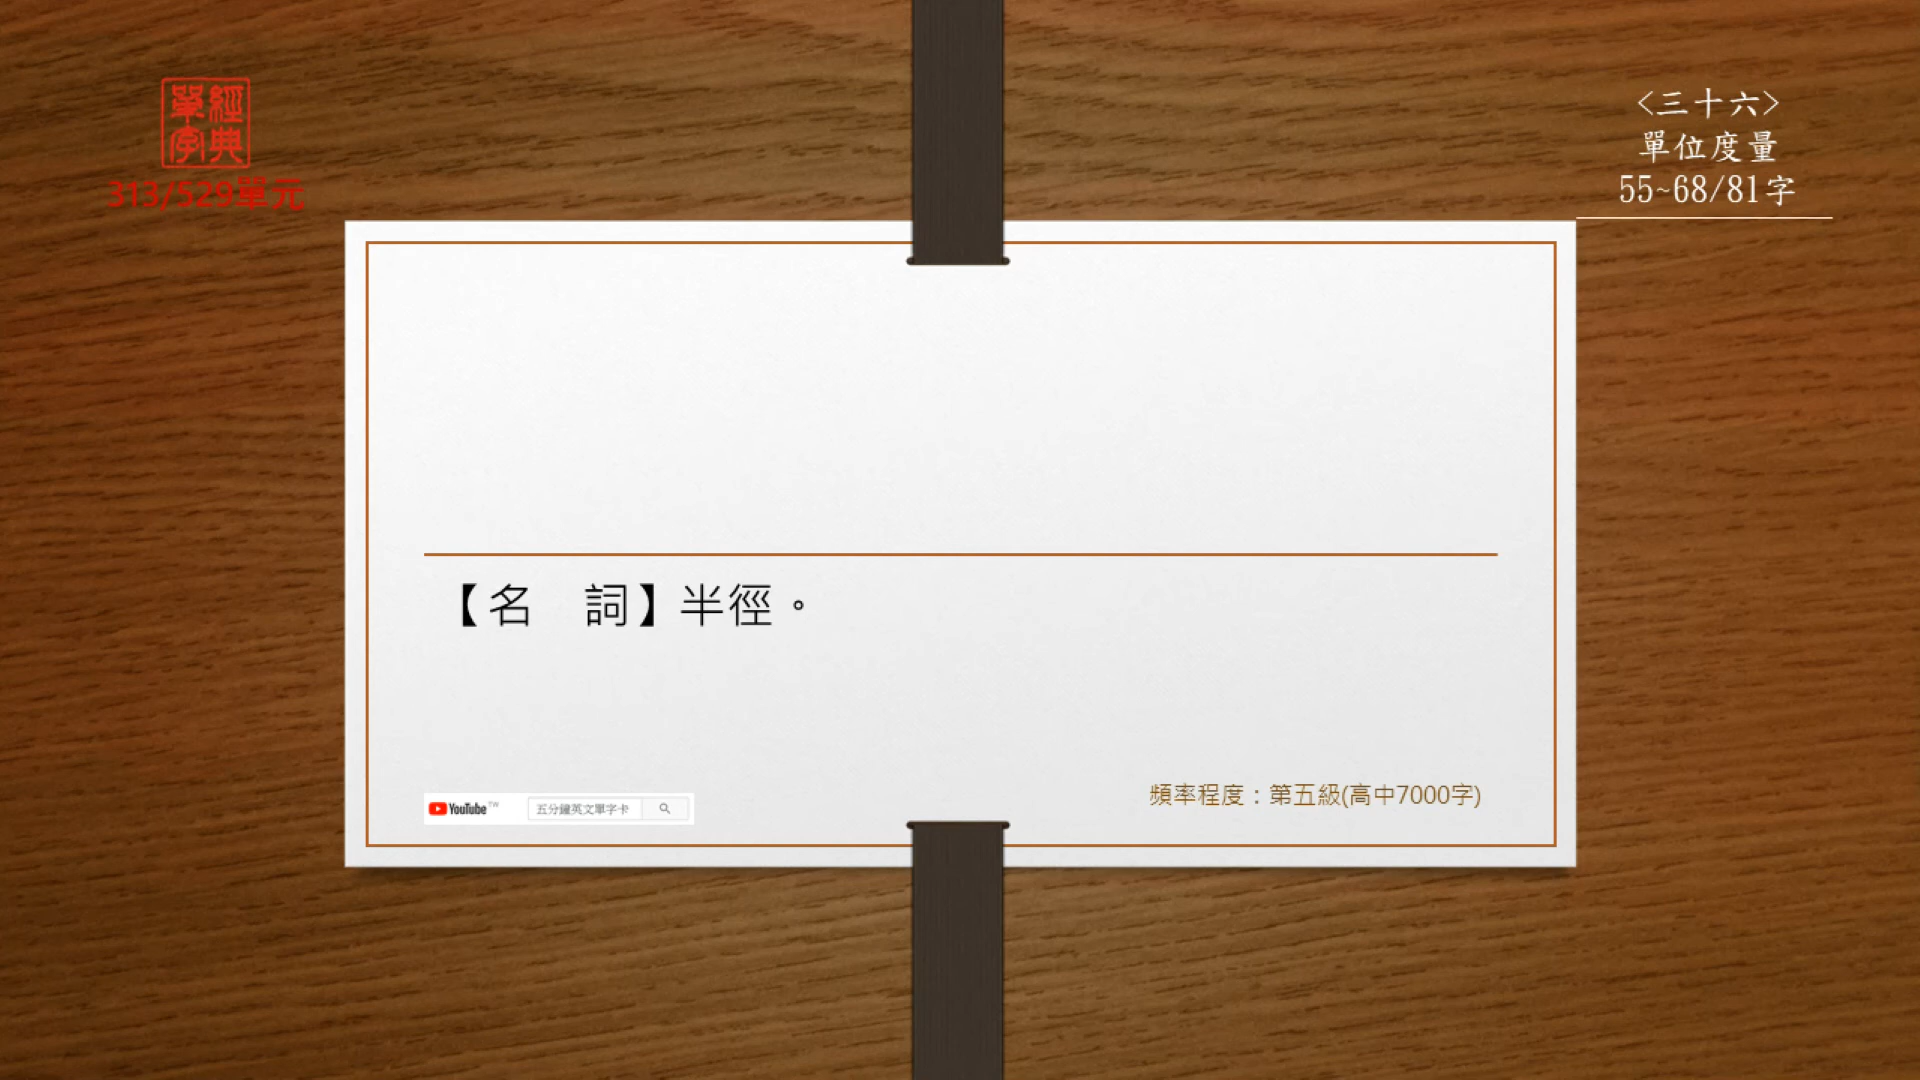 經典
單字
313/529單元
<三十六>
單位度量
55~68/81字
【名　詞】半徑。
頻率程度：第五級(高中7000字)
YouTube TW
五分鐘英文單字卡